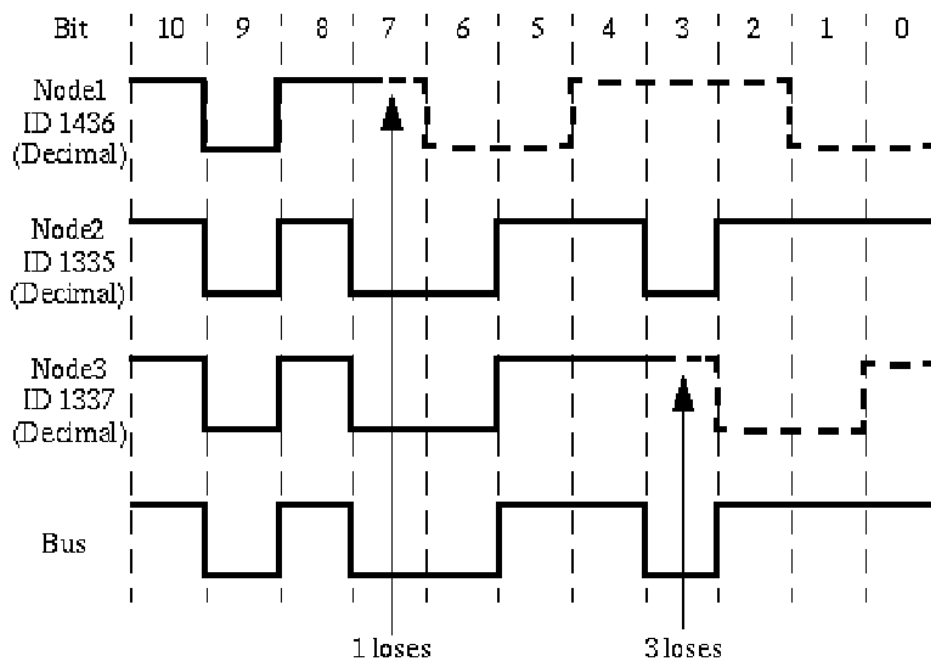 Bit 10 9 8 7 6 5 4 3 2 1 0
Node1
ID 1436
(Decimal)
Node2
ID 1335
(Decimal)
Node3
ID 1337
(Decimal)
Bus
1 loses 3 loses